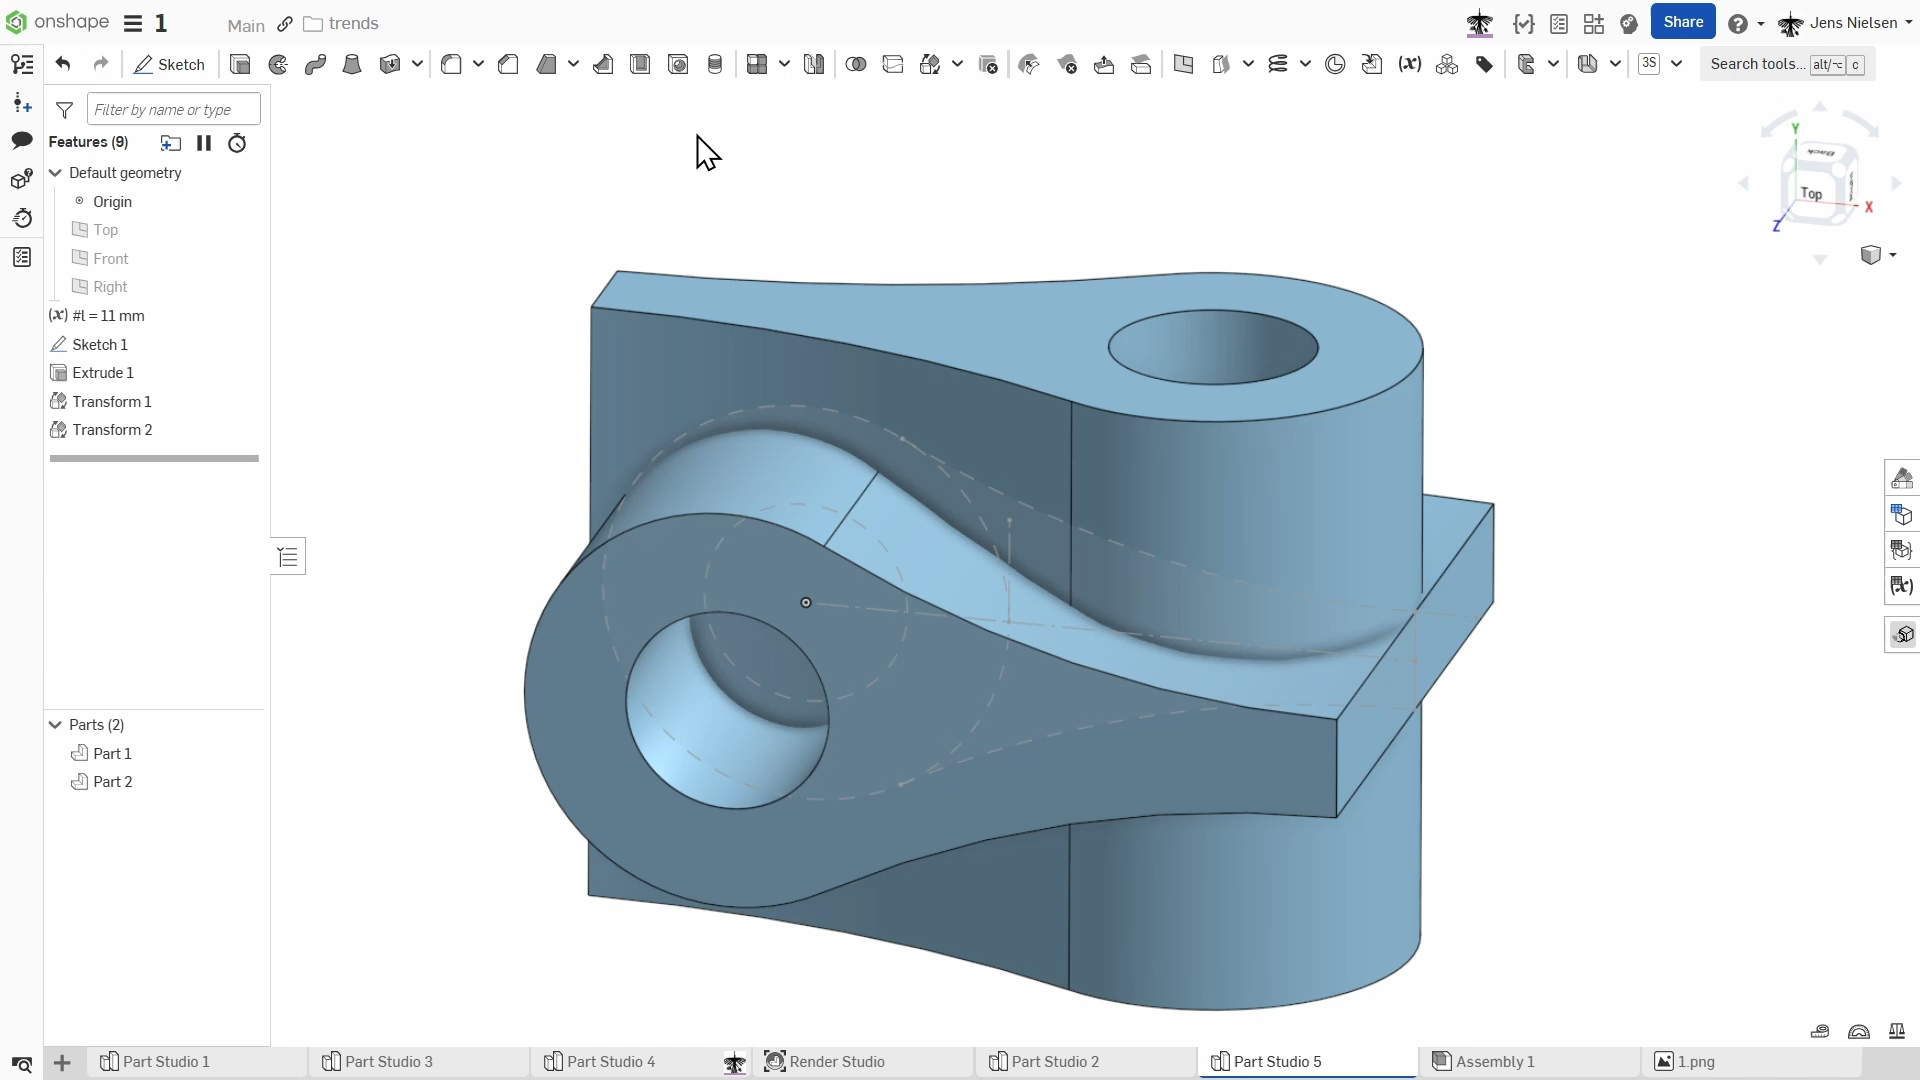 onshape
1
Main
trends
Share
Jens Nielsen
Sketch
3S
Search tools... alt/⌥ c
Filter by name or type
Features (9)
Default geometry
Origin
Top
Front
Right
(x) #l = 11 mm
Sketch 1
Extrude 1
Transform 1
Transform 2
Y
Back
Top
X
Z
Parts (2)
Part 1
Part 2
Part Studio 1
Part Studio 3
Part Studio 4
Render Studio
Part Studio 2
Part Studio 5
Assembly 1
1.png